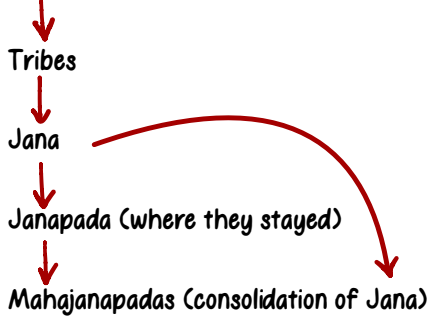 Tribes
Jana
Janapada (where they stayed)
Mahajanapadas (consolidation of Jana)